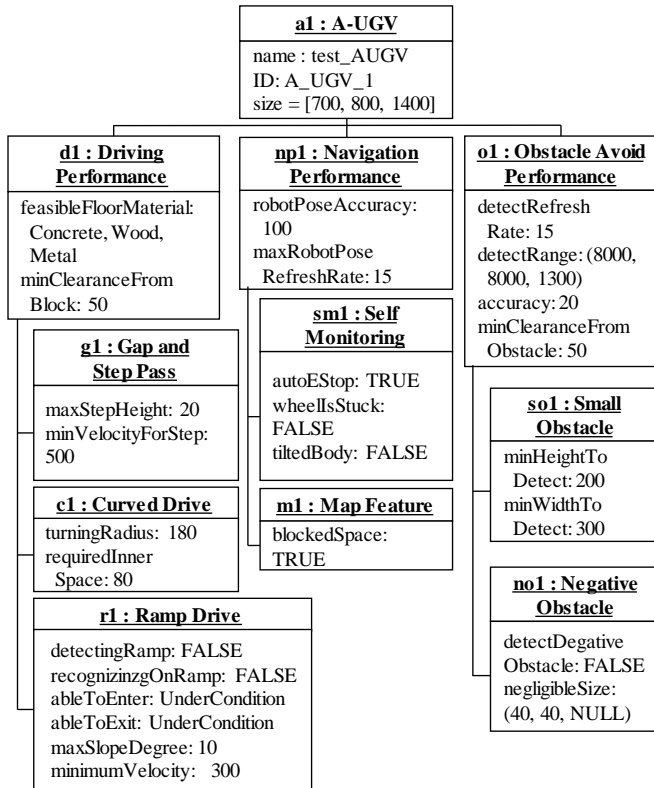 a1 : A-UGV
name : test_AUGV
ID: A_UGV_1
size = [700, 800, 1400]
d1 : Driving
Performance
feasibleFloorMaterial:
Concrete, Wood,
Metal
minClearanceFrom
Block: 50
g1 : Gap and
Step Pass
maxStepHeight: 20
minVelocityForStep:
500
c1 : Curved Drive
turningRadius: 180
requiredInner
Space: 80
r1 : Ramp Drive
detectingRamp: FALSE
recognizinzgOnRamp: FALSE
ableToEnter: UnderCondition
ableToExit: UnderCondition
maxSlopeDegree: 10
minimumVelocity: 300
np1 : Navigation
Performance
robotPoseAccuracy:
100
maxRobotPose
RefreshRate: 15
sm1 : Self
Monitoring
autoEStop: TRUE
wheelIsStuck:
FALSE
tiltedBody: FALSE
m1 : Map Feature
blockedSpace:
TRUE
o1 : Obstacle Avoid
Performance
detectRefresh
Rate: 15
detectRange: (8000,
8000, 1300)
accuracy: 20
minClearanceFrom
Obstacle: 50
so1 : Small
Obstacle
minHeightTo
Detect: 200
minWidthTo
Detect: 300
no1 : Negative
Obstacle
detectDegative
Obstacle: FALSE
negligibleSize:
(40, 40, NULL)